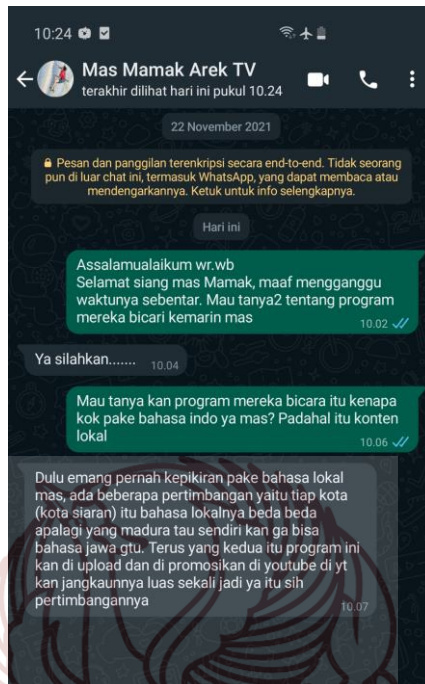 10:24
Mas Mamak Arek TV
terakhir dilihat hari ini pukul 10.24
22 November 2021
Pesan dan panggilan terenkripsi secara end-to-end. Tidak seorang
pun di luar chat ini, termasuk WhatsApp, yang dapat membaca atau
mendengarkannya. Ketuk untuk info selengkapnya.
Hari ini
Assalamualaikum wr.wb
Selamat siang mas Mamak, maaf mengganggu
waktunya sebentar. Mau tanya2 tentang program
mereka bicari kemarin mas
10.02
Ya silahkan.......
10.04
Mau tanya kan program mereka bicara itu kenapa
kok pake bahasa indo ya mas? Padahal itu konten
lokal
10.06
Dulu emang pernah kepikiran pake bahasa lokal
mas, ada beberapa pertimbangan yaitu tiap kota
(kota siaran) itu bahasa lokalnya beda beda
apalagi yang madura tau sendiri kan ga bisa
bahasa jawa gtu. Terus yang kedua itu program ini
kan di upload dan di promosikan di youtube di yt
kan jangkaunnya luas sekali jadi ya itu sih
pertimbangannya
10.07